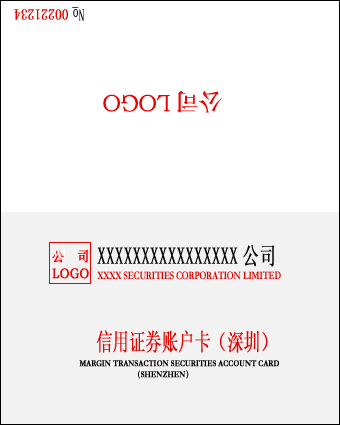 № 00221234
公司 LOGO
公 司
LOGO
XXXXXXXXXXXXXXXX 公司
XXXX SECURITIES CORPORATION LIMITED
信用证券账户卡（深圳）
MARGIN TRANSACTION SECURITIES ACCOUNT CARD
(SHENZHEN)